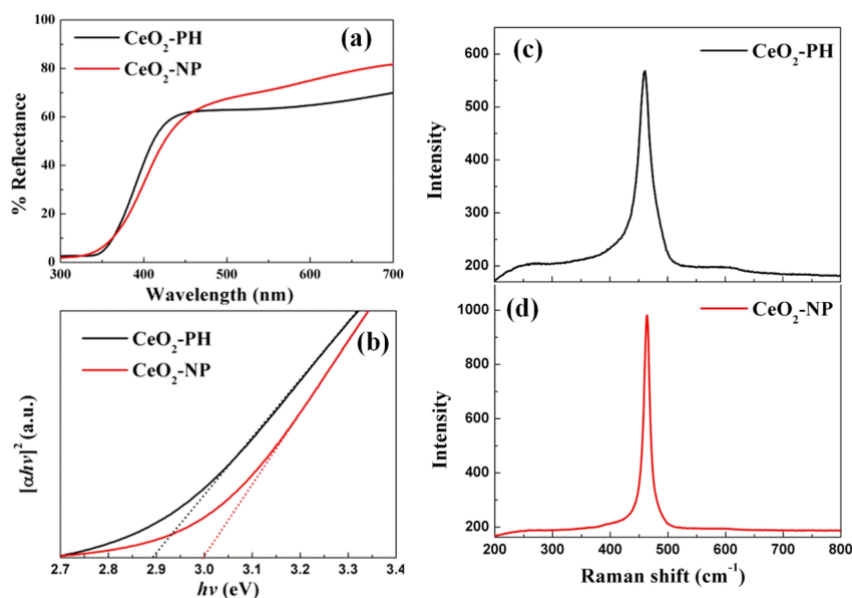 (a)
CeO2-PH
CeO2-NP
% Reflectance
100
80
60
40
20
0
300 400 500 600 700
Wavelength (nm)
(b)
CeO2-PH
CeO2-NP
[αhν]2 (a.u.)
2.7 2.8 2.9 3.0 3.1 3.2 3.3 3.4
hν (eV)
(c)
CeO2-PH
Intensity
600
500
400
300
200
(d)
CeO2-NP
Intensity
1000
800
600
400
200
200 300 400 500 600 700 800
Raman shift (cm-1)